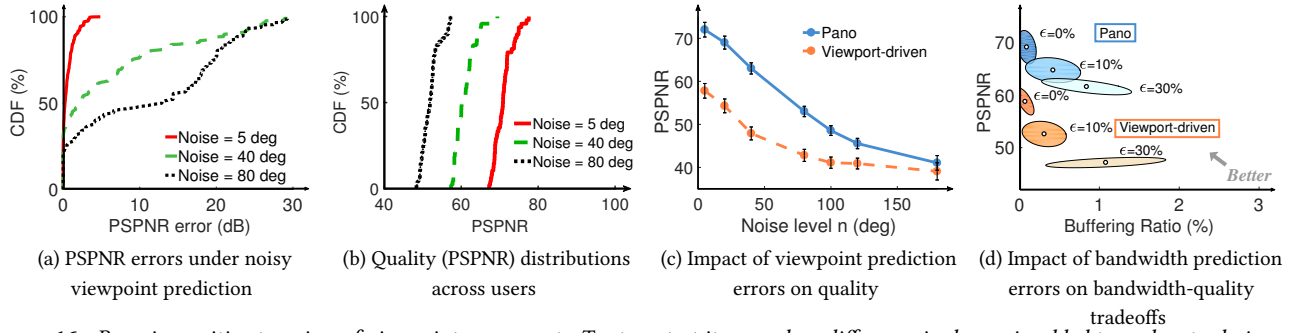 100
50
0
CDF (%)
Noise = 5 deg
Noise = 40 deg
Noise = 80 deg
0 10 20 30
PSPNR error (dB)
(a) PSPNR errors under noisy
viewpoint prediction
100
50
0
CDF (%)
Noise = 5 deg
Noise = 40 deg
Noise = 80 deg
40 60 80 100
PSPNR
(b) Quality (PSPNR) distributions
across users
70
60
50
40
PSPNR
Pano
Viewport-driven
0 50 100 150
Noise level n (deg)
(c) Impact of viewpoint prediction
errors on quality
70
60
50
PSPNR
ϵ=0%
Pano
ϵ=10%
ϵ=30%
ϵ=0%
ϵ=10%
Viewport-driven
ϵ=30%
Better
0 1 2 3
Buffering Ratio (%)
(d) Impact of bandwidth prediction
errors on bandwidth-quality
tradeoffs